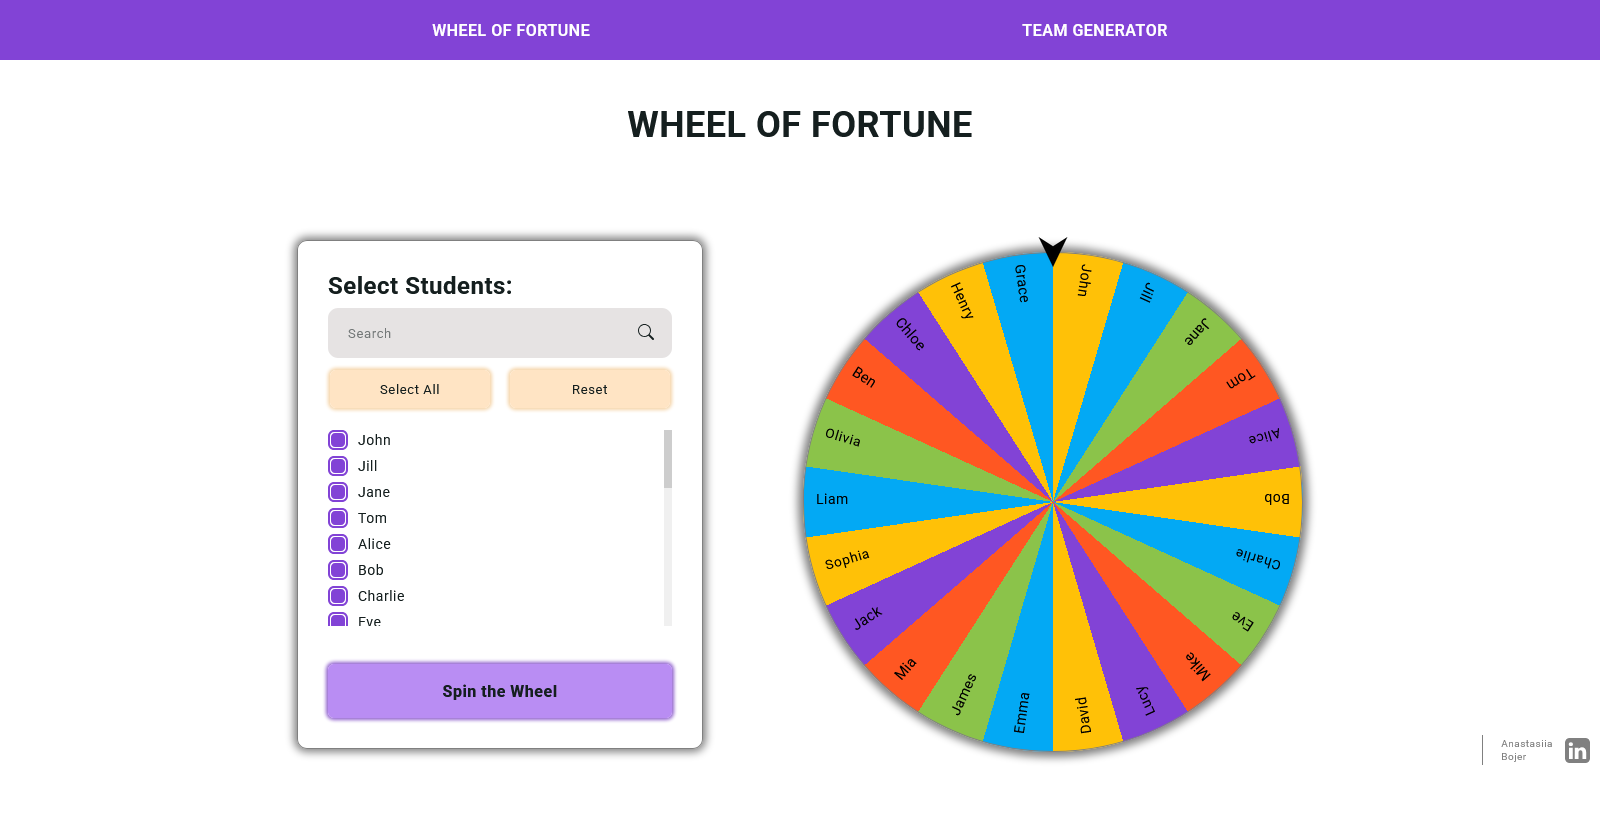 WHEEL OF FORTUNE
TEAM GENERATOR
WHEEL OF FORTUNE
Select Students:
Search
Select All
Reset
John
Jill
Jane
Tom
Alice
Bob
Charlie
Eve
Spin the Wheel
John
Jill
Jane
Tom
Alice
Bob
Charlie
Eve
Mike
Lucy
David
Emma
James
Mia
Jack
Sophia
Liam
Olivia
Ben
Chloe
Henry
Grace
Anastasiia
Bojer
in